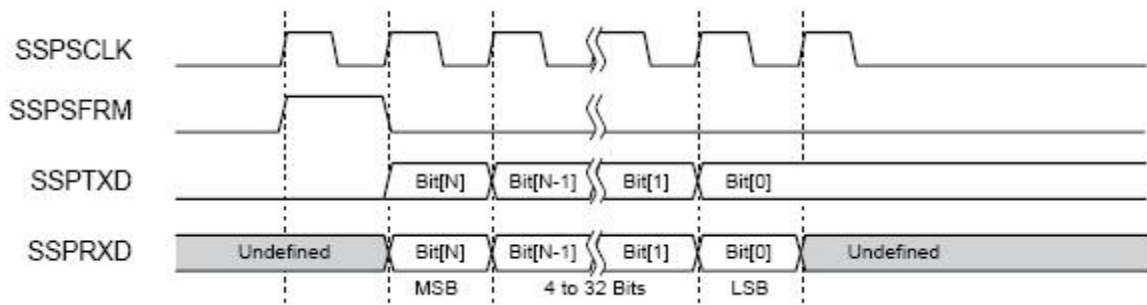 SSPSCLK
SSPSFRM
SSPTXD Bit[N] Bit[N-1] Bit[1] Bit[0]
SSPRXD Undefined Bit[N] Bit[N-1] Bit[1] Bit[0] Undefined
MSB 4 to 32 Bits LSB